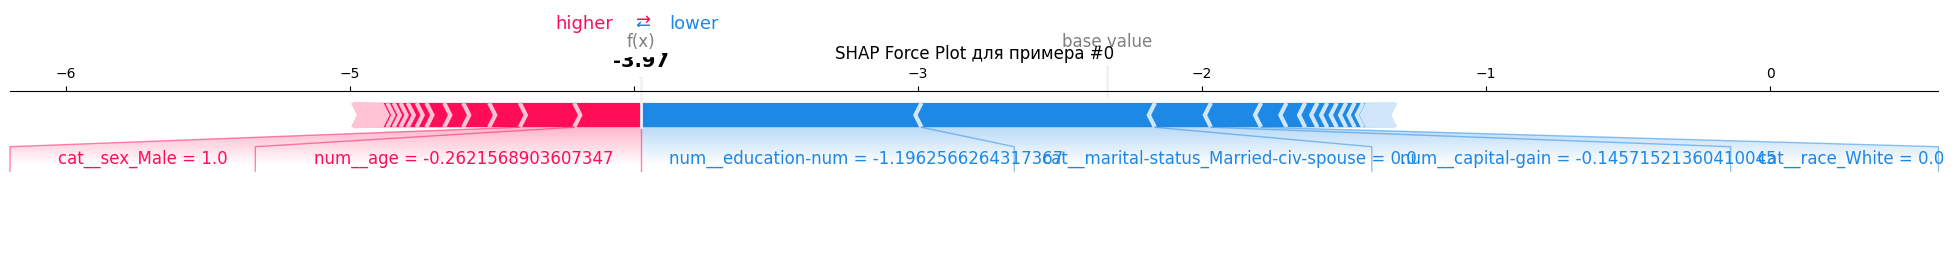 higher ⇄ lower
f(x) base value
SHAP Force Plot для примера #0
-3.97
−6 −5 −3 −2 −1 0
cat__sex_Male = 1.0 num__age = -0.2621568903607347 num__education-num = -1.1962566264317367 cat__marital-status_Married-civ-spouse = 0.0 num__capital-gain = -0.14571521360410045 cat__race_White = 0.0